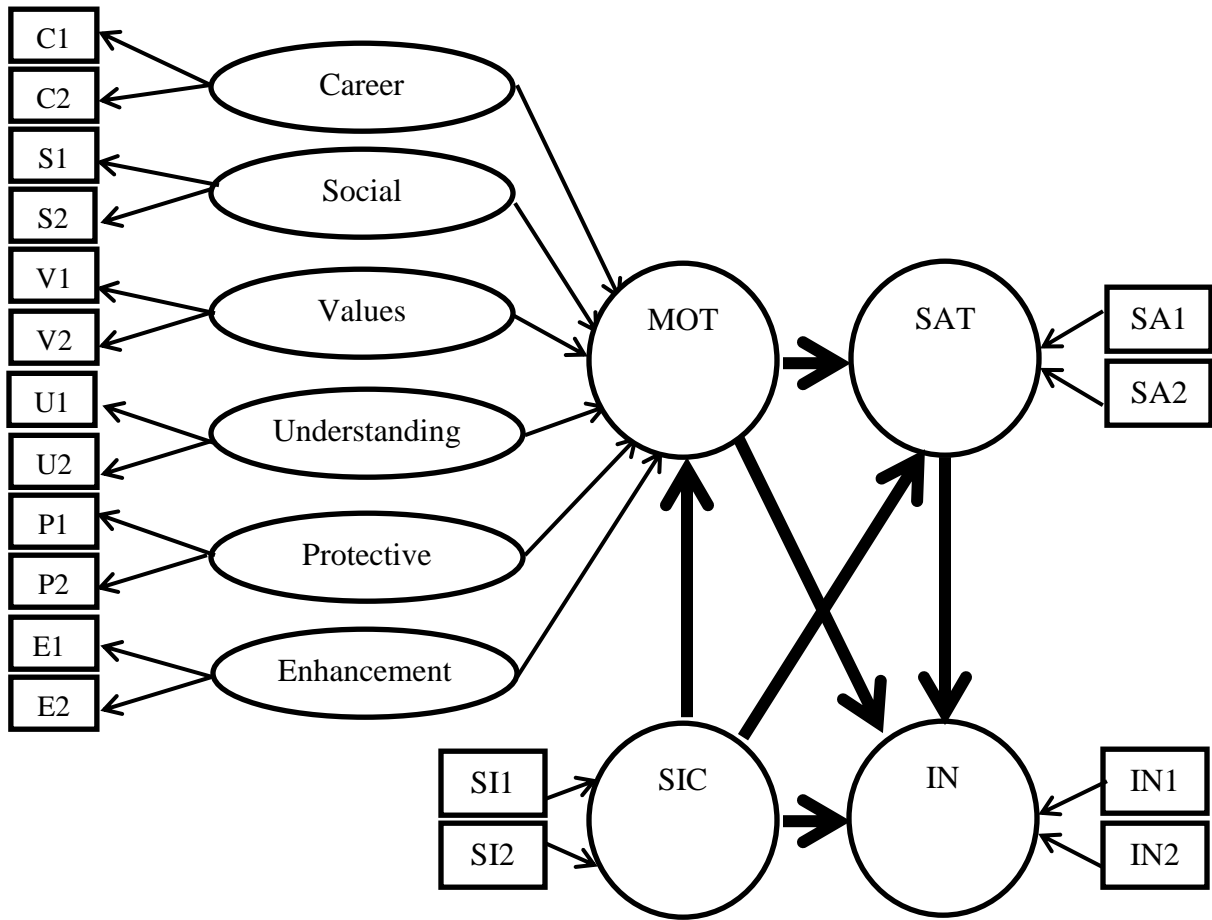 C1
C2
S1
S2
V1
V2
U1
U2
P1
P2
E1
E2
Career
Social
Values
Understanding
Protective
Enhancement
MOT
SAT
SA1
SA2
SI1
SI2
SIC
IN
IN1
IN2